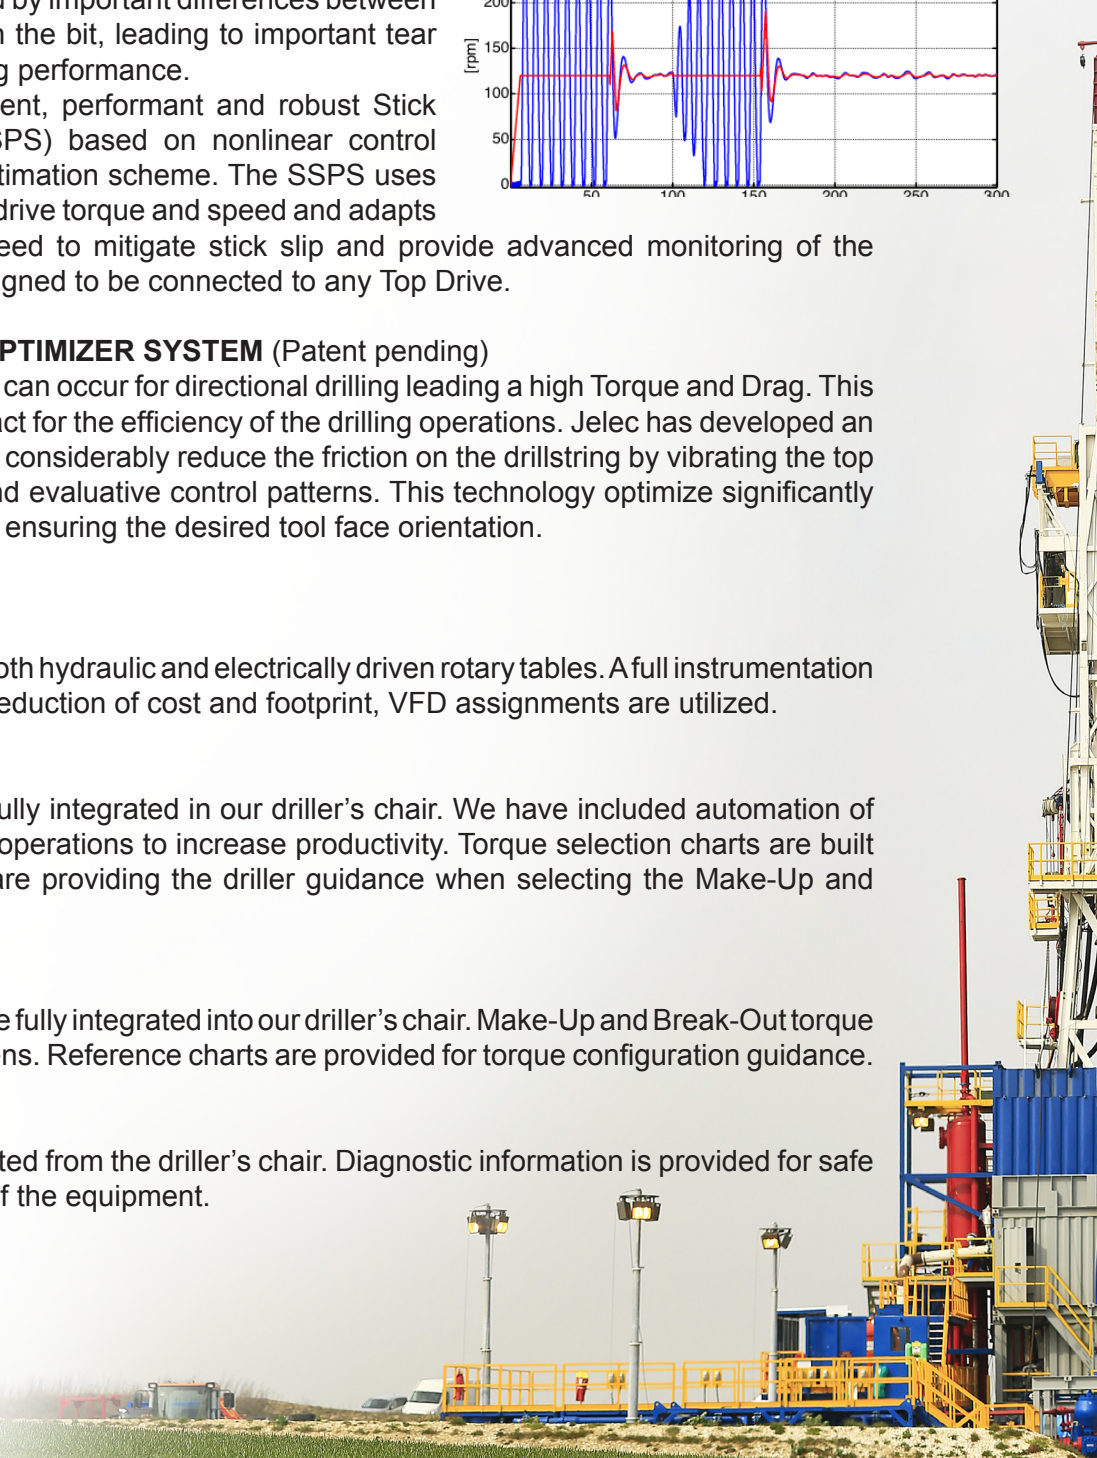 by important differences between
200
the bit, leading to important tear
150
[rpm]
performance.
100
performant and robust Stick
based on nonlinear control
50
scheme. The SSPS uses
0
50 100 150 200 250 300
drive torque and speed and adapts
to mitigate stick slip and provide advanced monitoring of the
to be connected to any Top Drive.
PTIMIZER SYSTEM (Patent pending)
can occur for directional drilling leading a high Torque and Drag. This
for the efficiency of the drilling operations. Jelec has developed an
considerably reduce the friction on the drillstring by vibrating the top
evaluative control patterns. This technology optimize significantly
ensuring the desired tool face orientation.
oth hydraulic and electrically driven rotary tables. A full instrumentation
eduction of cost and footprint, VFD assignments are utilized.
ully integrated in our driller's chair. We have included automation of
operations to increase productivity. Torque selection charts are built
are providing the driller guidance when selecting the Make-Up and
e fully integrated into our driller's chair. Make-Up and Break-Out torque
ens. Reference charts are provided for torque configuration guidance.
ted from the driller's chair. Diagnostic information is provided for safe
of the equipment.